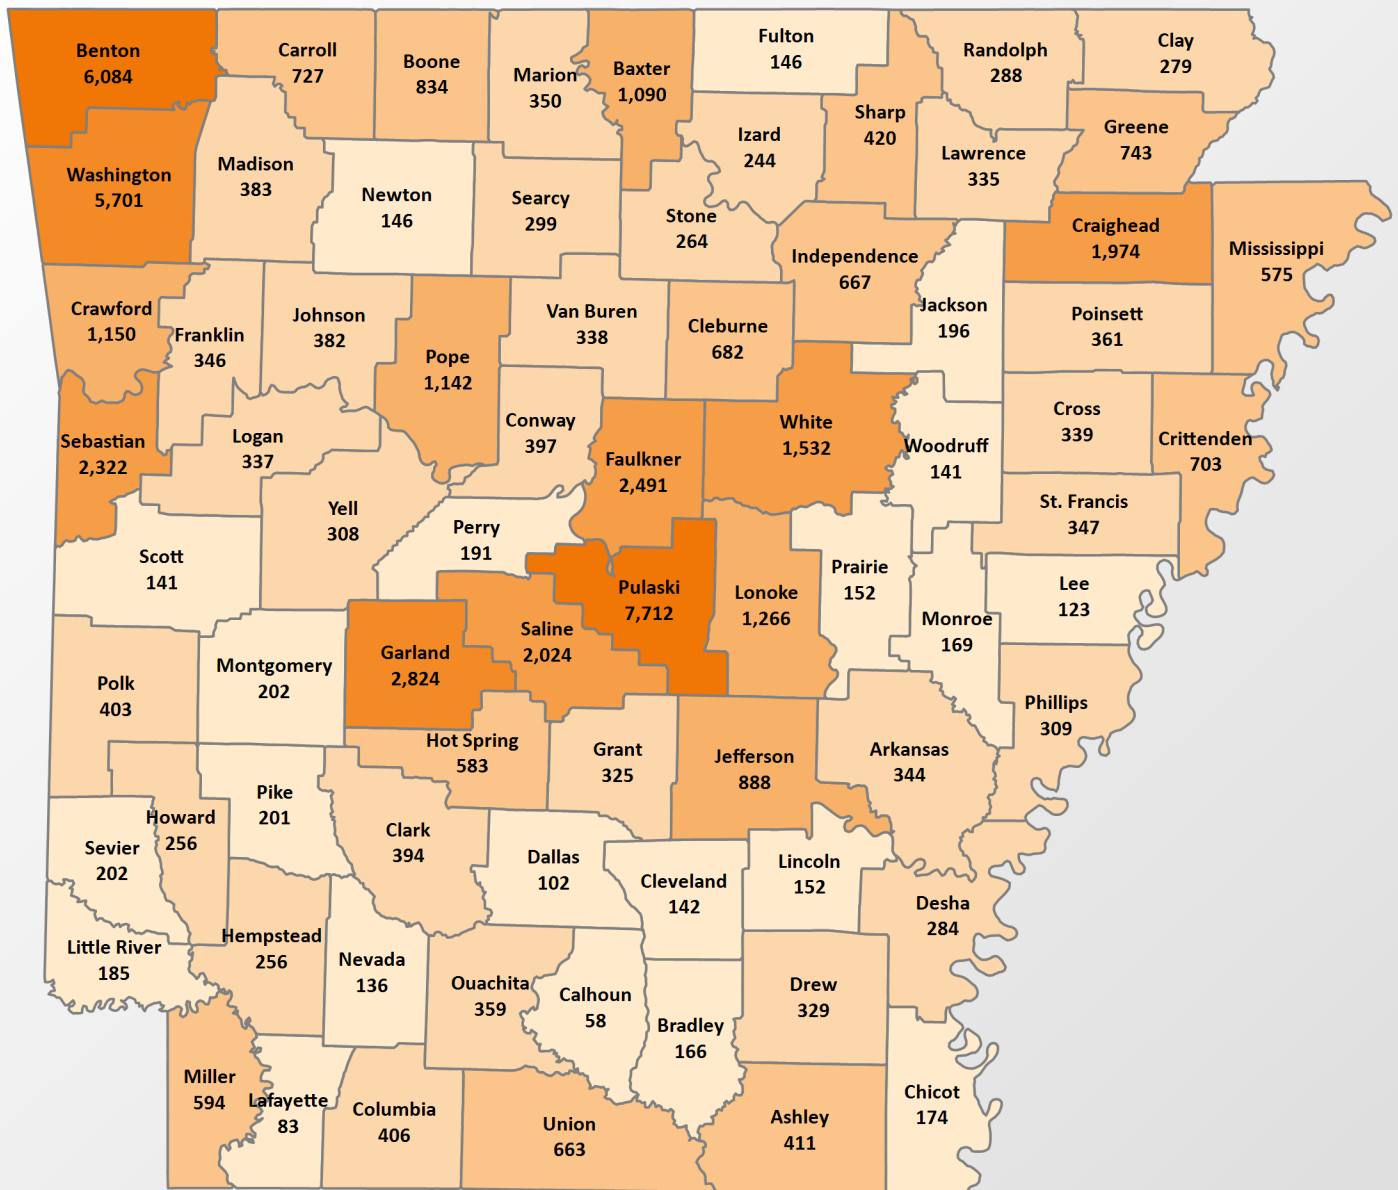 Benton
6,084
Carroll
727
Boone
834
Marion
350
Baxter
1,090
Fulton
146
Randolph
288
Clay
279
Sharp
420
Greene
743
Izard
244
Lawrence
335
Washington
5,701
Madison
383
Newton
146
Searcy
299
Stone
264
Craighead
1,974
Mississippi
575
Independence
667
Jackson
196
Crawford
1,150
Franklin
346
Johnson
382
Pope
1,142
Van Buren
338
Cleburne
682
Poinsett
361
Sebastian
2,322
Logan
337
Conway
397
White
1,532
Woodruff
141
Cross
339
Crittenden
703
Faulkner
2,491
Yell
308
Perry
191
St. Francis
347
Scott
141
Pulaski
7,712
Lonoke
1,266
Prairie
152
Lee
123
Monroe
169
Saline
2,024
Garland
2,824
Montgomery
202
Polk
403
Phillips
309
Hot Spring
583
Grant
325
Jefferson
888
Arkansas
344
Pike
201
Howard
256
Sevier
202
Clark
394
Dallas
102
Cleveland
142
Lincoln
152
Desha
284
Little River
185
Hempstead
256
Nevada
136
Ouachita
359
Calhoun
58
Bradley
166
Drew
329
Miller
594
Lafayette
83
Columbia
406
Union
663
Ashley
411
Chicot
174